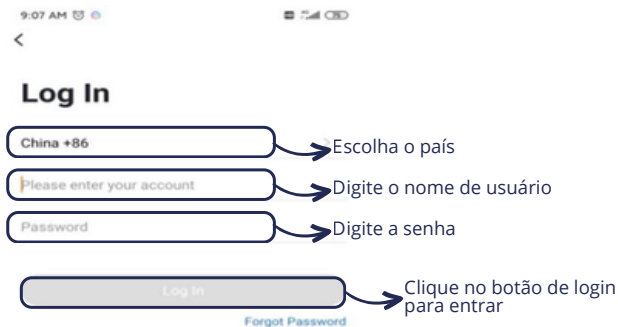 9:07 AM
Log In
China +86
Escolha o país
Please enter your account
Digite o nome de usuário
Password
Digite a senha
Log In
Clique no botão de login
para entrar
Forgot Password